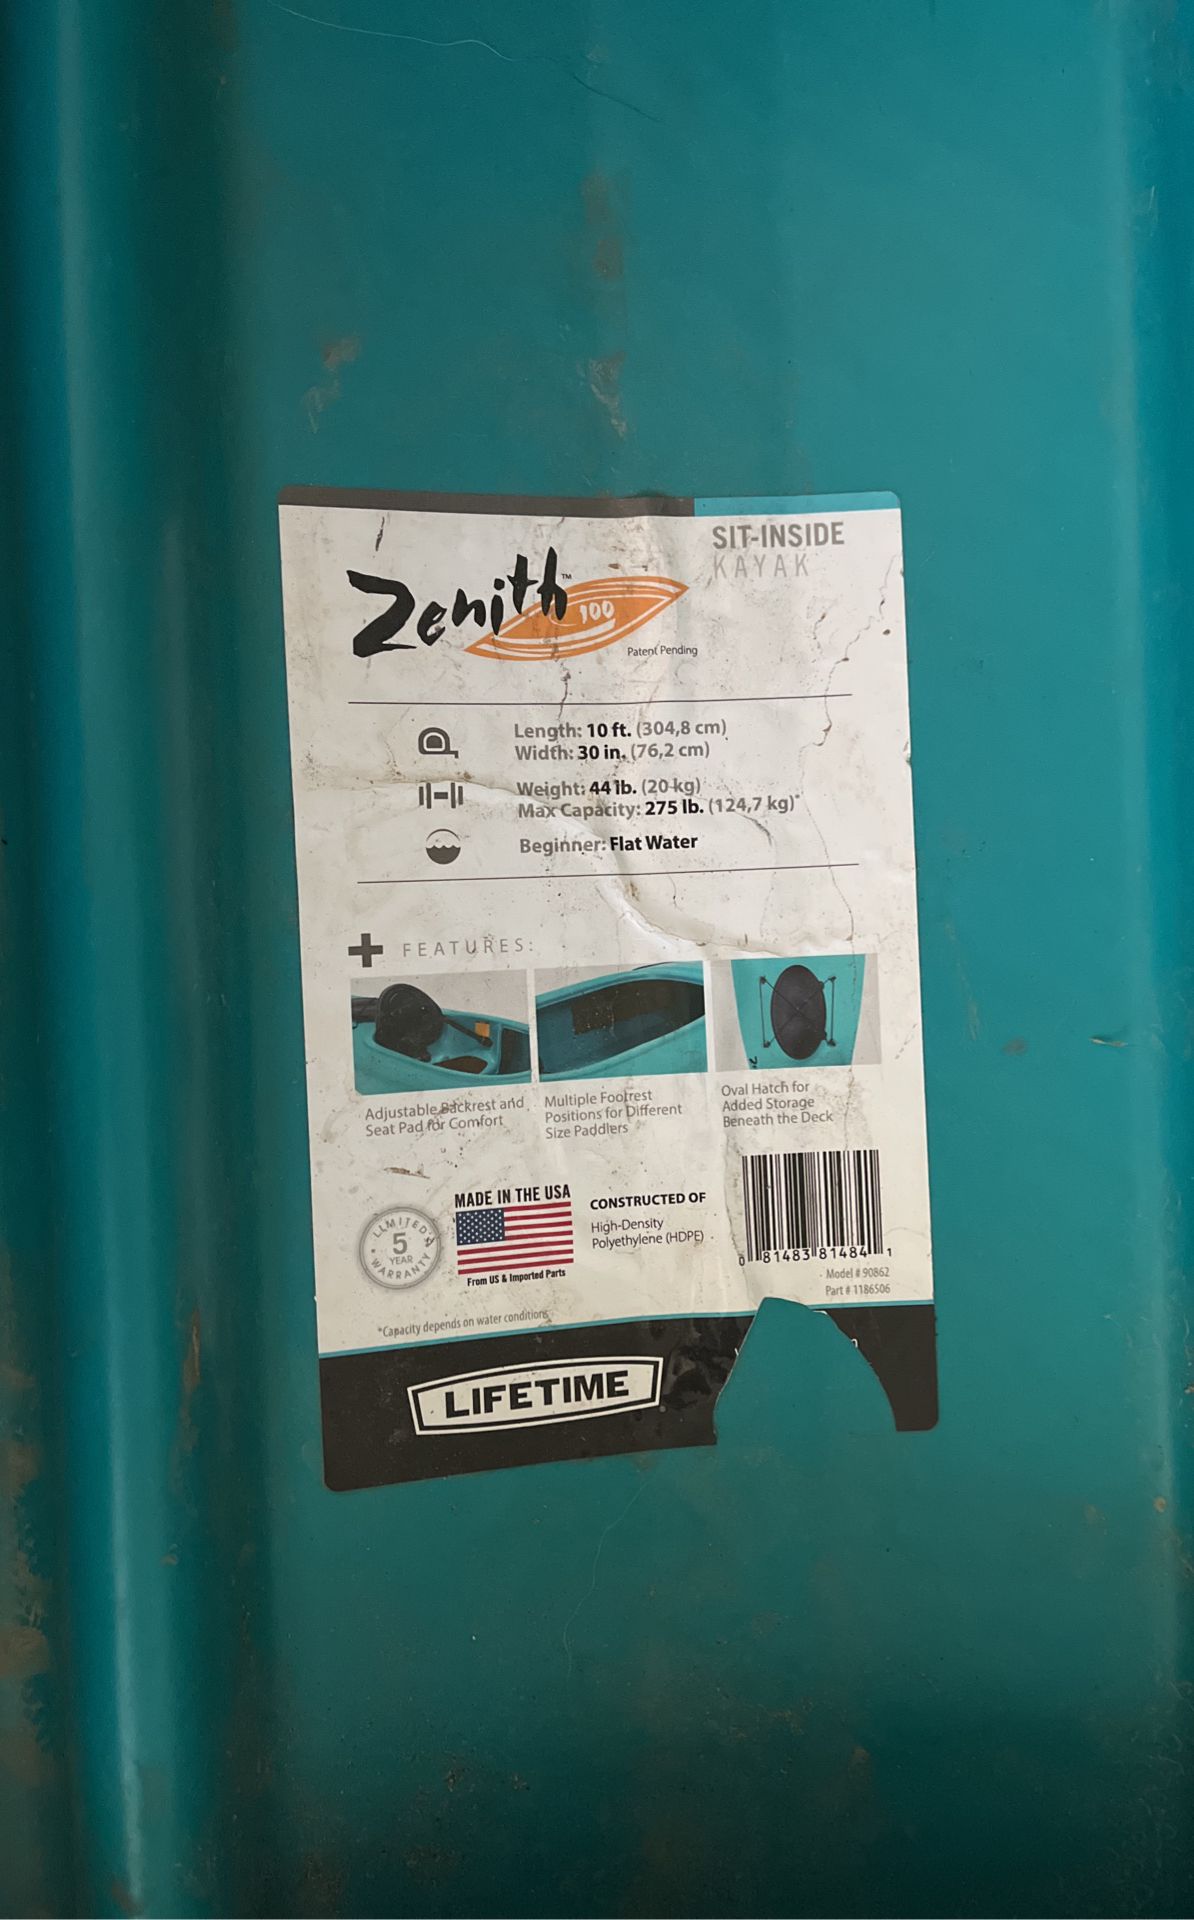 SIT-INSIDE
KAYAK
Zenith™
100
Patent Pending
Length: 10 ft. (304,8 cm)
Width: 30 in. (76,2 cm)
Weight: 44 lb. (20 kg)
Max Capacity: 275 lb. (124,7 kg)*
Beginner: Flat Water
FEATURES:
Adjustable Backrest and
Seat Pad for Comfort
Multiple Footrest
Positions for Different
Size Paddlers
Oval Hatch for
Added Storage
Beneath the Deck
LIMITED
5
YEAR
WARRANTY
MADE IN THE USA
From US & Imported Parts
CONSTRUCTED OF
High-Density
Polyethylene (HDPE)
0 81483 81484 1
Model # 90862
Part # 1186506
*Capacity depends on water conditions
LIFETIME